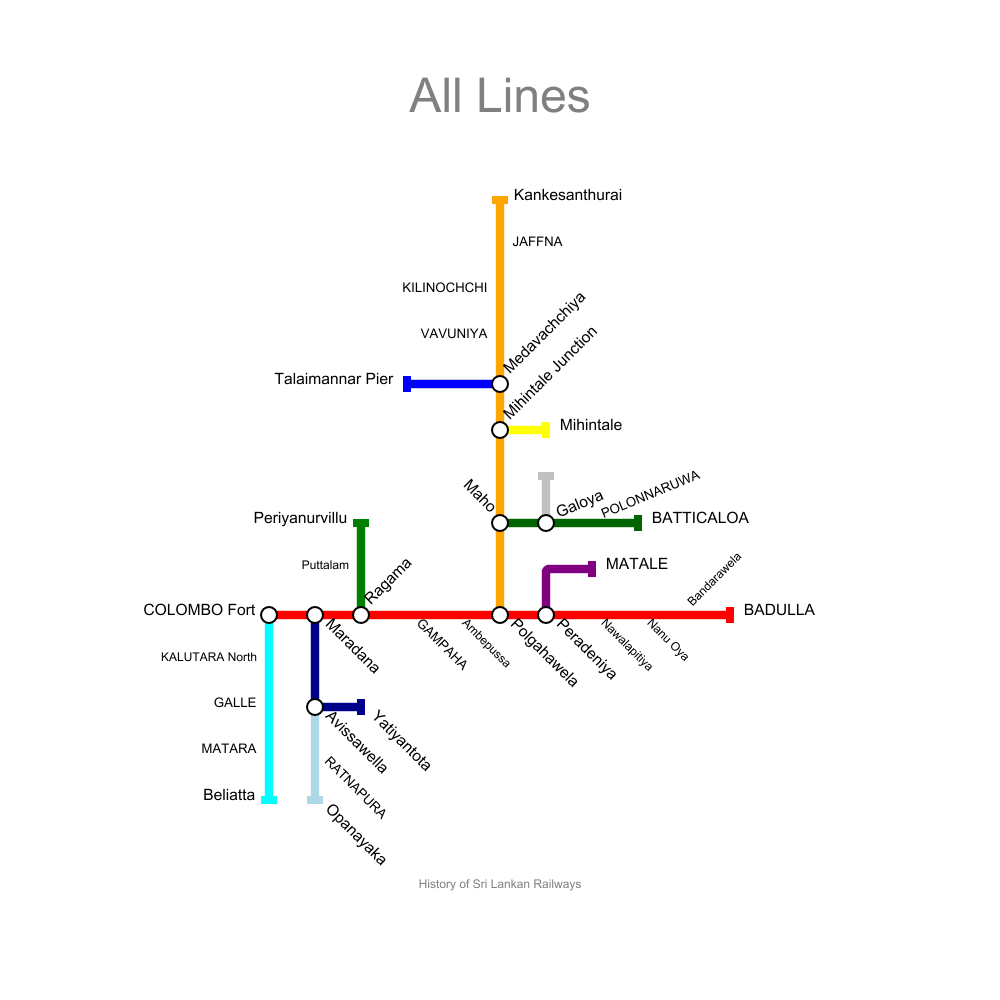 All Lines
Kankesanthurai
JAFFNA
KILINOCHCHI
VAVUNIYA
Medavachchiya
Talaimannar Pier
Mihintale Junction
Mihintale
Maho
Galoya
POLONNARUWA
BATTICALOA
Periyanurvillu
Puttalam
Ragama
MATALE
Bandarawela
COLOMBO Fort
BADULLA
Maradana
GAMPAHA
Ambepussa
Polgahawela
Peradeniya
Nawalapitiya
Nanu Oya
KALUTARA North
GALLE
MATARA
Beliatta
Avissawella
Yatiyantota
RATNAPURA
Opanayaka
History of Sri Lankan Railways